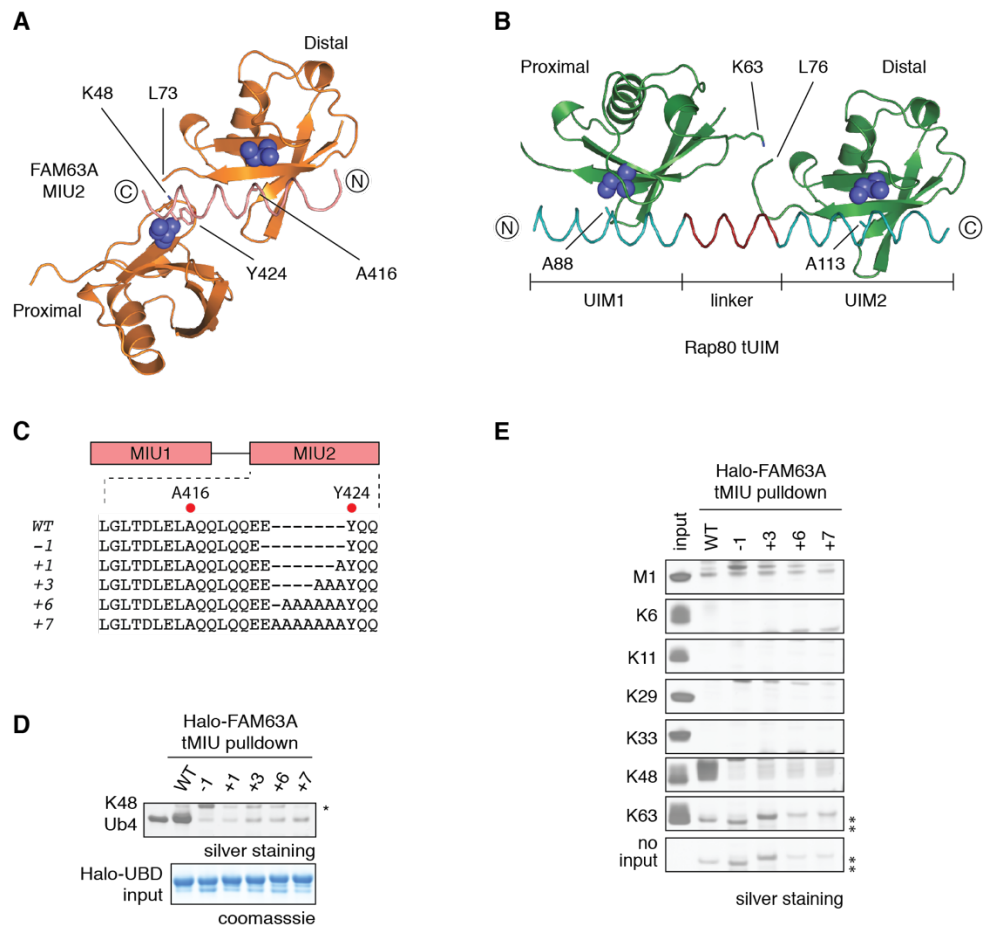 A
Distal
K48
L73
FAM63A
MIU2
C
N
Y424
A416
Proximal
B
Proximal
K63
L76
Distal
N
C
A88
A113
UIM1
linker
UIM2
Rap80 tUIM
C
MIU1
MIU2
A416
Y424
WT LGLTDLELAQQLQQEE-------YQQ
-1 LGLTDLELAQQLQQEE-------YQQ
+1 LGLTDLELAQQLQQEE------AYQQ
+3 LGLTDLELAQQLQQEE----AAAYQQ
+6 LGLTDLELAQQLQQEE-AAAAAAYQQ
+7 LGLTDLELAQQLQQEEAAAAAAAYQQ
D
Halo-FAM63A
tMIU pulldown
WT -1 +1 +3 +6 +7
K48
Ub4
*
silver staining
Halo-UBD
input
coomasssie
E
Halo-FAM63A
tMIU pulldown
input WT -1 +3 +6 +7
M1
K6
K11
K29
K33
K48
K63
**
no
input
**
silver staining